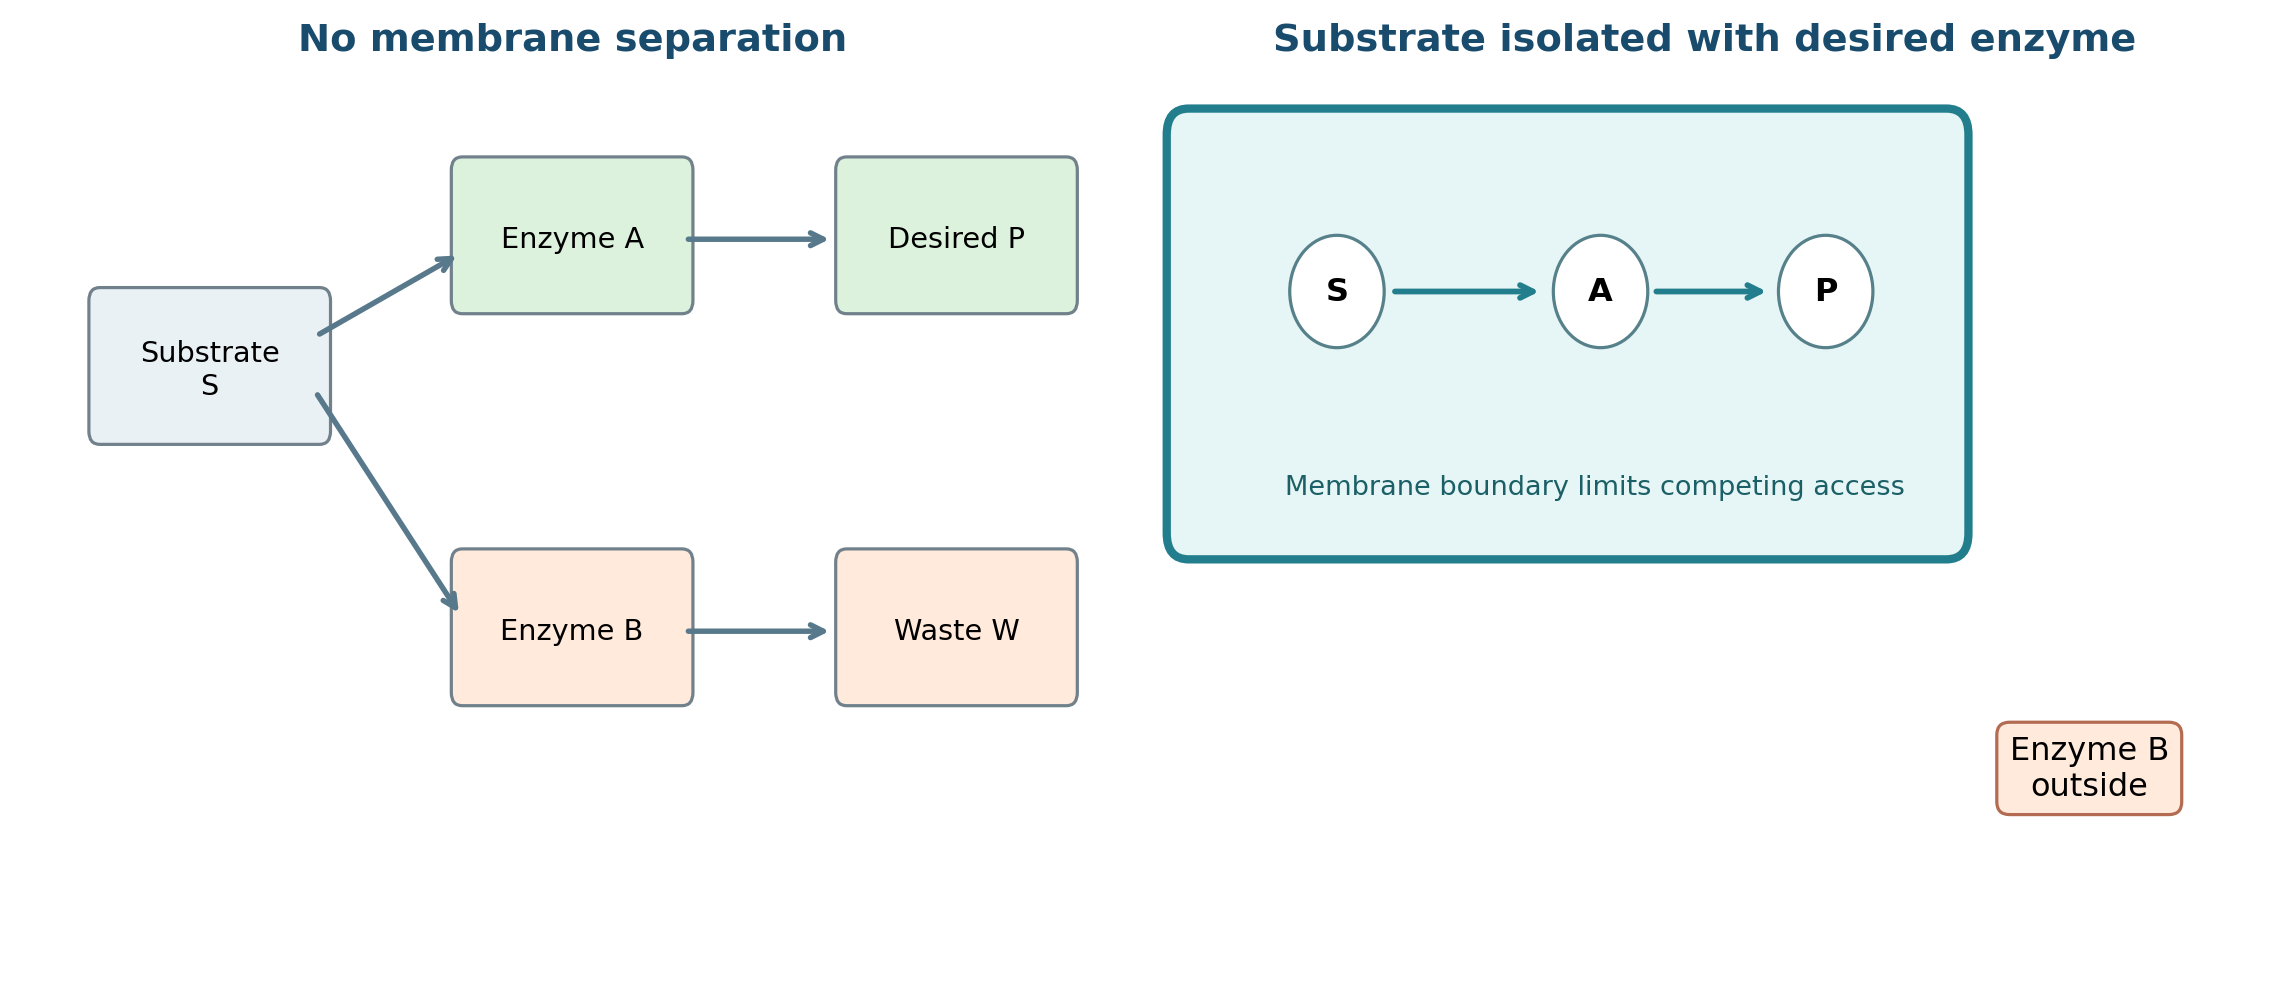 No membrane separation
Substrate
S
Enzyme A
Desired P
Enzyme B
Waste W
Substrate isolated with desired enzyme
S
A
P
Membrane boundary limits competing access
Enzyme B
outside